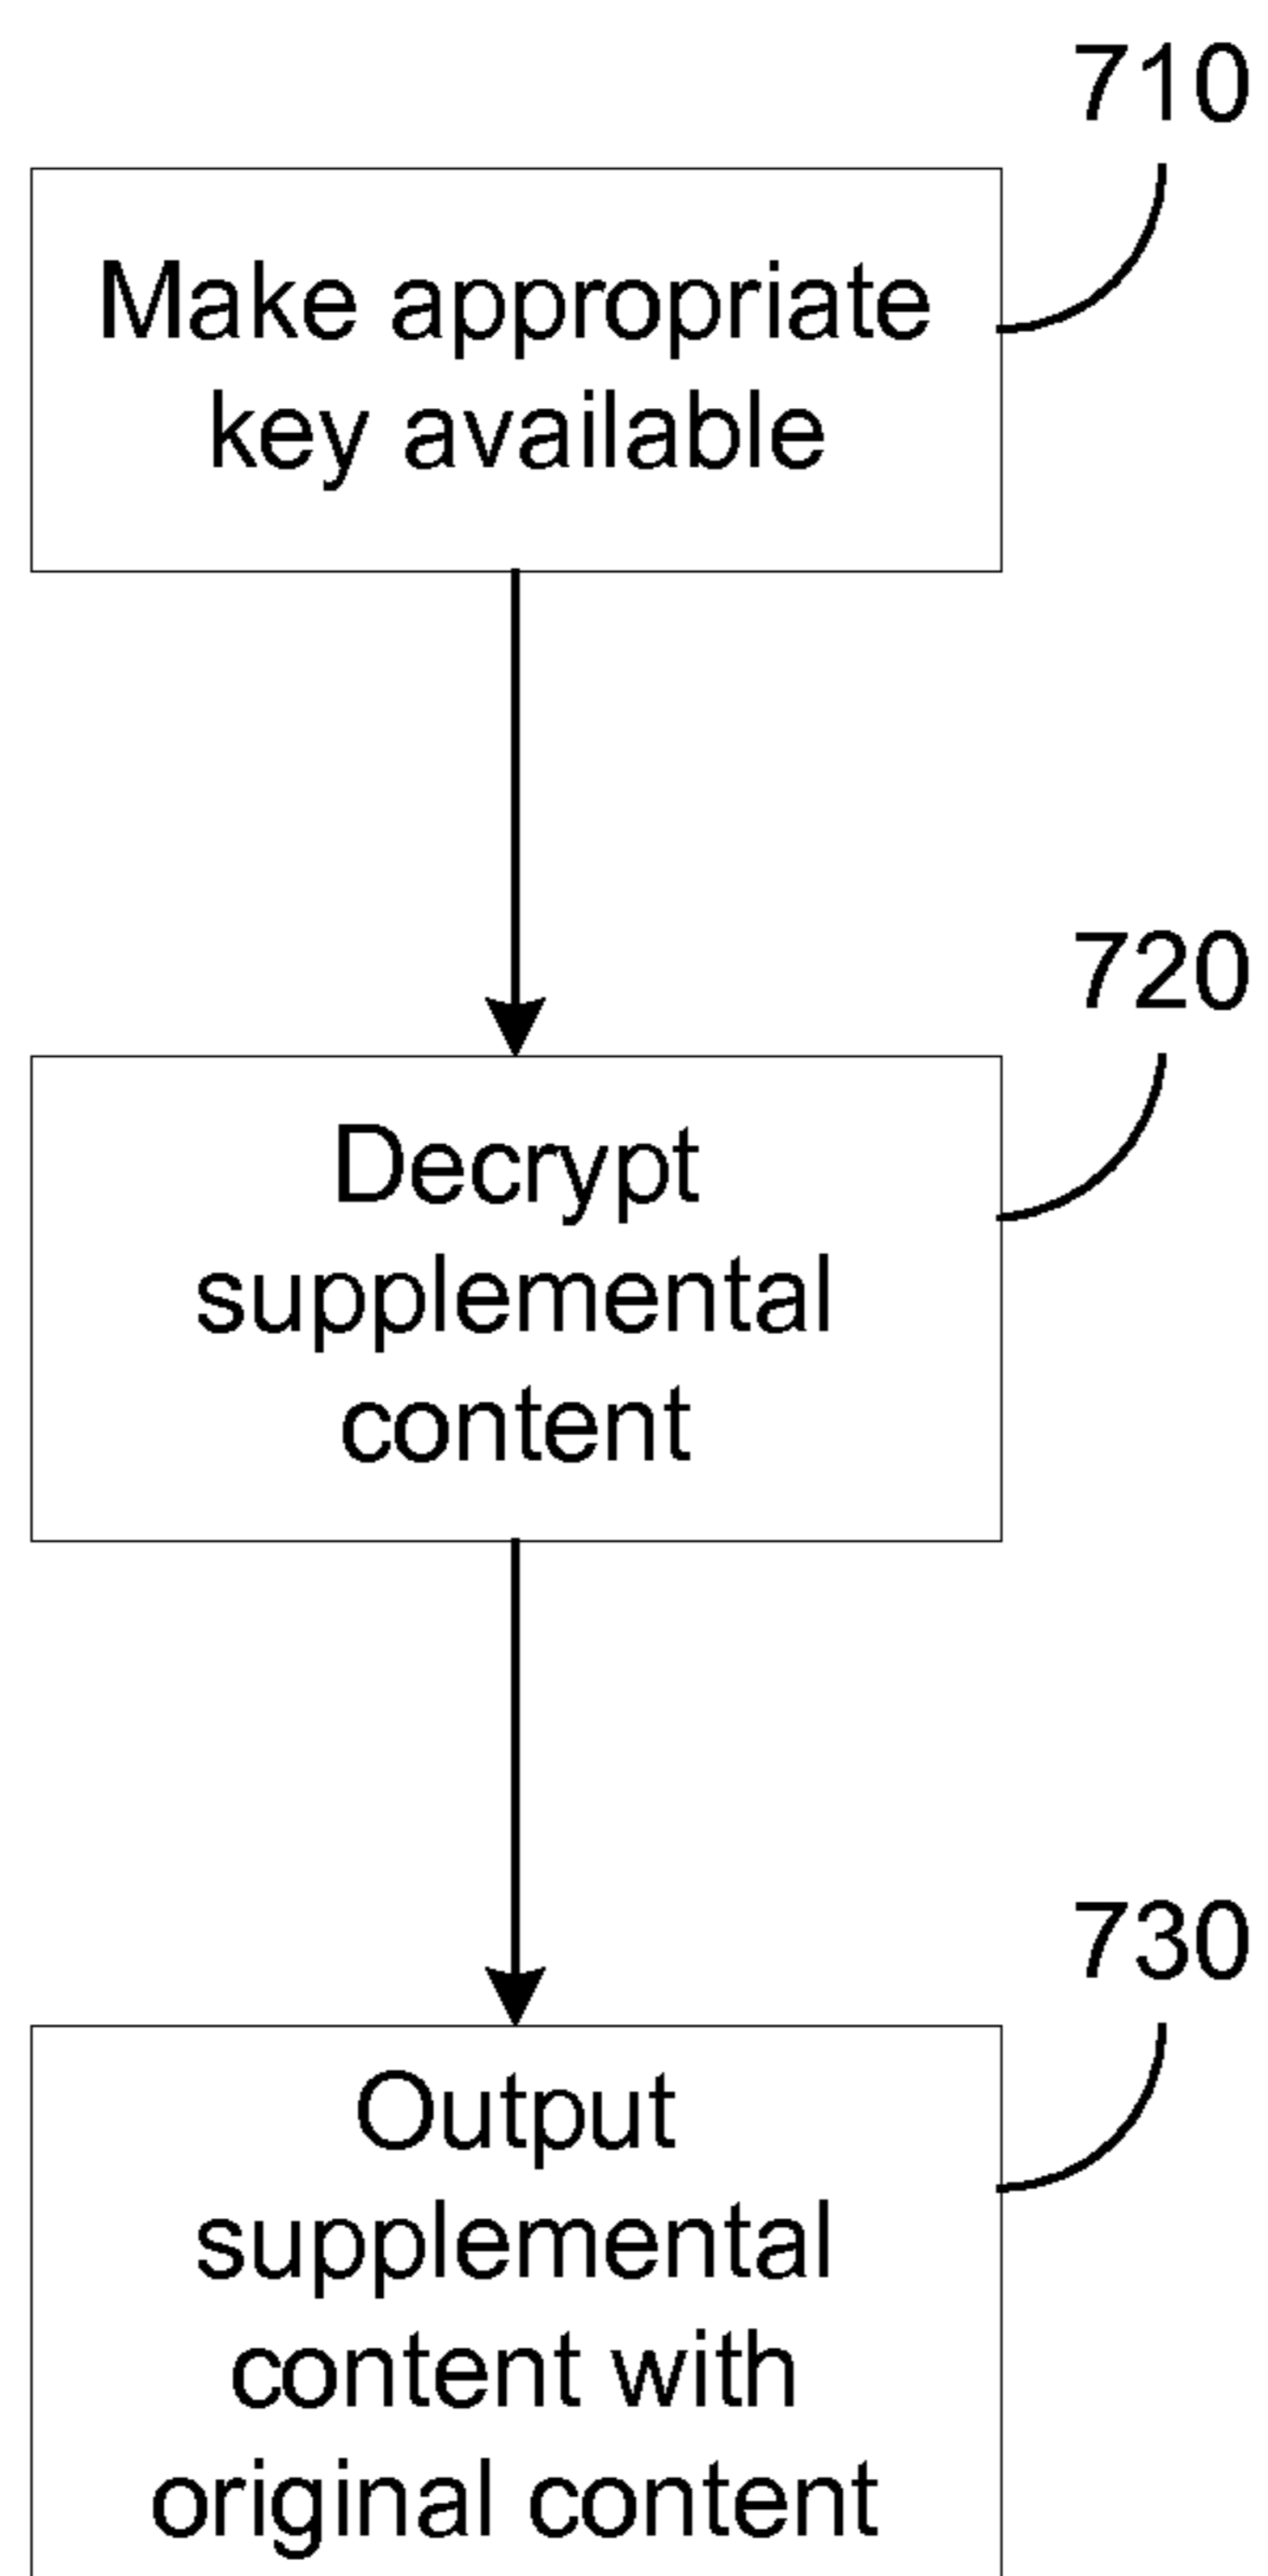 710
Make appropriate
key available
720
Decrypt
supplemental
content
730
Output
supplemental
content with
original content